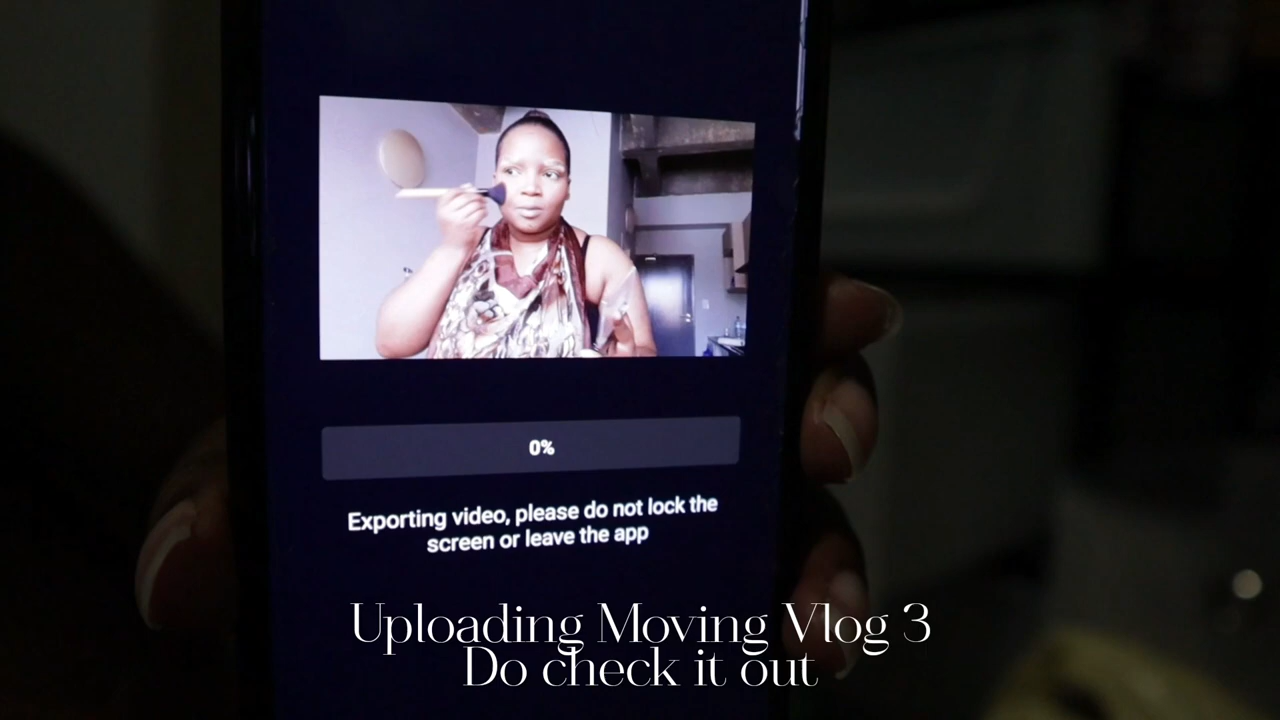 0%
Exporting video, please do not lock the
screen or leave the app
Uploading Moving Vlog 3
Do check it out